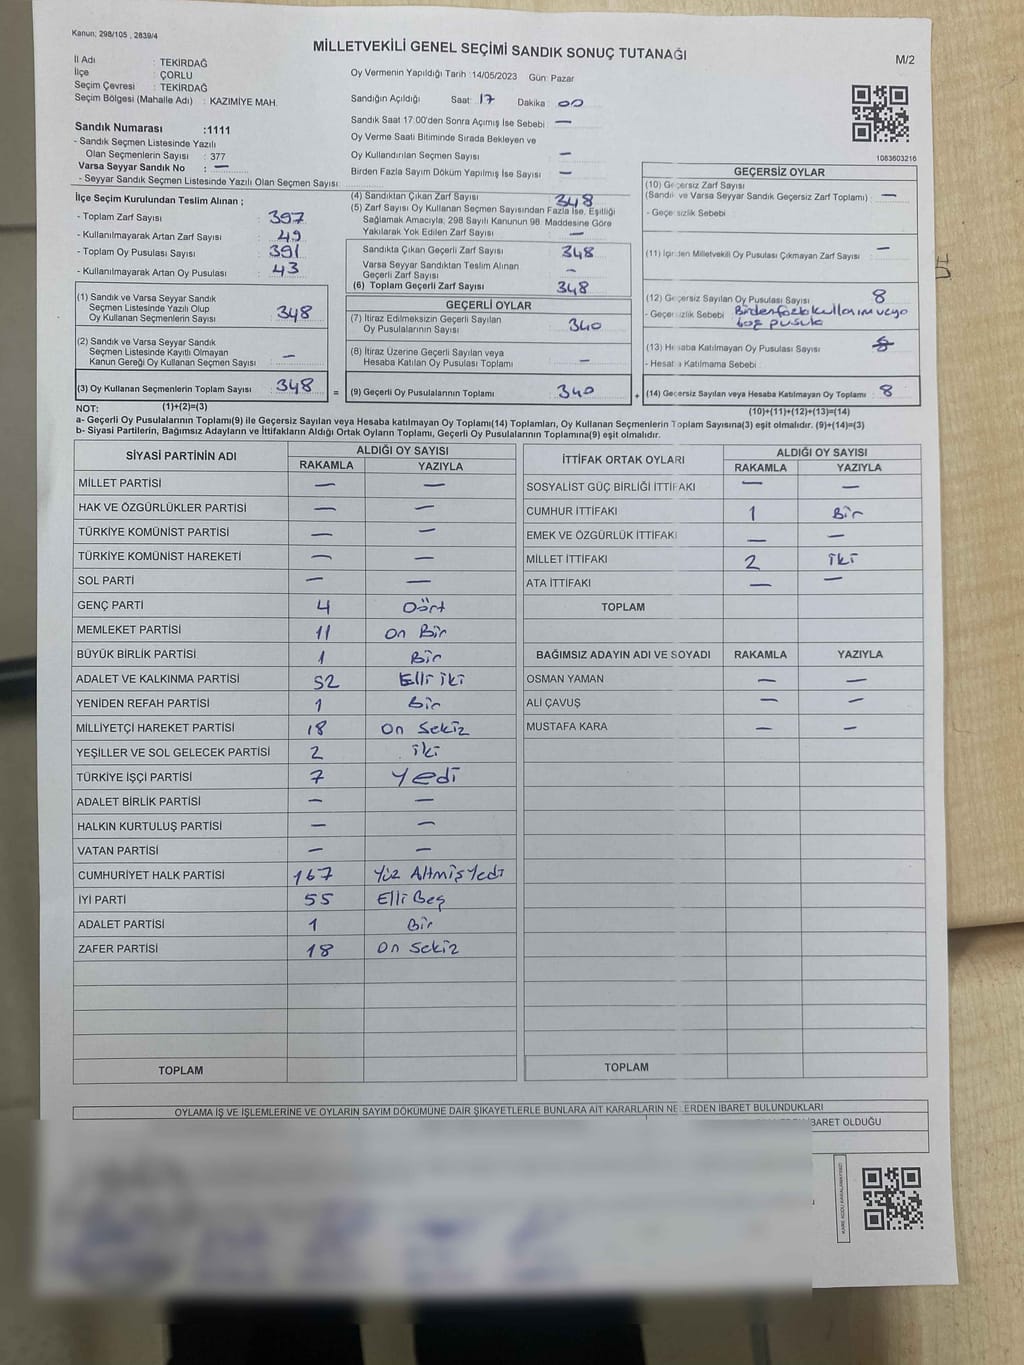 Kanun; 298/105 , 2839/4
MİLLETVEKİLİ GENEL SEÇİMİ SANDIK SONUÇ TUTANAĞI
M/2
İl Adı : TEKİRDAĞ
İlçe : ÇORLU
Seçim Çevresi : TEKİRDAĞ
Seçim Bölgesi (Mahalle Adı) : KAZIMİYE MAH.
Sandık Numarası :1111
- Sandık Seçmen Listesinde Yazılı
Olan Seçmenlerin Sayısı : 377
Varsa Seyyar Sandık No : —
- Seyyar Sandık Seçmen Listesinde Yazılı Olan Seçmen Sayısı
Oy Vermenin Yapıldığı Tarih :14/05/2023 Gün: Pazar
Sandığın Açıldığı Saat: 17 Dakika : 00
Sandık Saat 17:00'den Sonra Açımış İse Sebebi : —
Oy Verme Saati Bitiminde Sırada Bekleyen ve
Oy Kullandırılan Seçmen Sayısı —
Birden Fazla Sayım Döküm Yapılmış İse Sayısı —
1083603216
İlçe Seçim Kurulundan Teslim Alınan ;
- Toplam Zarf Sayısı : 397
- Kullanılmayarak Artan Zarf Sayısı : 49
- Toplam Oy Pusulası Sayısı : 391
- Kullanılmayarak Artan Oy Pusulası : 43
(1) Sandık ve Varsa Seyyar Sandık
Seçmen Listesinde Yazılı Olup
Oy Kullanan Seçmenlerin Sayısı : 348
(2) Sandık ve Varsa Seyyar Sandık
Seçmen Listesinde Kayıtlı Olmayan
Kanun Gereği Oy Kullanan Seçmen Sayısı : —
(3) Oy Kullanan Seçmenlerin Toplam Sayısı : 348 =
(1)+(2)=(3)
(4) Sandıktan Çıkan Zarf Sayısı : 348
(5) Zarf Sayısı Oy Kullanan Seçmen Sayısından Fazla İse, Eşitliği
Sağlamak Amacıyla, 298 Sayılı Kanunun 98. Maddesine Göre
Yakılarak Yok Edilen Zarf Sayısı : —
Sandıkta Çıkan Geçerli Zarf Sayısı : 348
Varsa Seyyar Sandıktan Teslim Alınan
Geçerli Zarf Sayısı : —
(6) Toplam Geçerli Zarf Sayısı : 348
GEÇERLİ OYLAR
(7) İtiraz Edilmeksizin Geçerli Sayılan
Oy Pusulalarının Sayısı : 340
(8) İtiraz Üzerine Geçerli Sayılan veya
Hesaba Katılan Oy Pusulası Toplamı : —
(9) Geçerli Oy Pusulalarının Toplamı : 340 +
GEÇERSİZ OYLAR
(10) Geçersiz Zarf Sayısı
(Sandık ve Varsa Seyyar Sandık Geçersiz Zarf Toplamı) : —
- Geçersizlik Sebebi :
(11) İçinden Milletvekili Oy Pusulası Çıkmayan Zarf Sayısı : —
(12) Geçersiz Sayılan Oy Pusulası Sayısı : 8
- Geçersizlik Sebebi : Birden fazla kullanım veya
boş pusula
(13) Hesaba Katılmayan Oy Pusulası Sayısı :
- Hesaba Katılmama Sebebi :
(14) Geçersiz Sayılan veya Hesaba Katılmayan Oy Toplamı : 8
(10)+(11)+(12)+(13)=(14)
NOT:
a- Geçerli Oy Pusulalarının Toplam(9) ile Geçersiz Sayılan veya Hesaba katılmayan Oy Toplamı(14) Toplamları, Oy Kullanan Seçmenlerin Toplam Sayısına(3) eşit olmalıdır. (9)+(14)=(3)
b- Siyasi Partilerin, Bağımsız Adayların ve İttifakların Aldığı Ortak Oyların Toplamı, Geçerli Oy Pusulalarının Toplamına(9) eşit olmalıdır.
SİYASİ PARTİNİN ADI ALDIĞI OY SAYISI
RAKAMLA YAZIYLA
MİLLET PARTİSİ — —
HAK VE ÖZGÜRLÜKLER PARTİSİ — —
TÜRKİYE KOMÜNİST PARTİSİ — —
TÜRKİYE KOMÜNİST HAREKETİ — —
SOL PARTİ — —
GENÇ PARTİ 4 Dört
MEMLEKET PARTİSİ 11 On Bir
BÜYÜK BİRLİK PARTİSİ 1 Bir
ADALET VE KALKINMA PARTİSİ 52 Elli iki
YENİDEN REFAH PARTİSİ 1 Bir
MİLLİYETÇİ HAREKET PARTİSİ 18 On Sekiz
YEŞİLLER VE SOL GELECEK PARTİSİ 2 iki
TÜRKİYE İŞÇİ PARTİSİ 7 Yedi
ADALET BİRLİK PARTİSİ — —
HALKIN KURTULUŞ PARTİSİ — —
VATAN PARTİSİ — —
CUMHURİYET HALK PARTİSİ 167 Yüz Altmış Yedi
İYİ PARTİ 55 Elli Beş
ADALET PARTİSİ 1 Bir
ZAFER PARTİSİ 18 On Sekiz
TOPLAM
İTTİFAK ORTAK OYLARI ALDIĞI OY SAYISI
RAKAMLA YAZIYLA
SOSYALİST GÜÇ BİRLİĞİ İTTİFAKI — —
CUMHUR İTTİFAKI 1 Bir
EMEK VE ÖZGÜRLÜK İTTİFAKI — —
MİLLET İTTİFAKI 2 iki
ATA İTTİFAKI — —
TOPLAM
BAĞIMSIZ ADAYIN ADI VE SOYADI RAKAMLA YAZIYLA
OSMAN YAMAN — —
ALİ ÇAVUŞ — —
MUSTAFA KARA — —
TOPLAM
OYLAMA İŞ VE İŞLEMLERİNE VE OYLARIN SAYIM DÖKÜMÜNE DAİR ŞİKAYETLERLE BUNLARA AİT KARARLARIN NELERDEN İBARET BULUNDUKLARI
İBARET OLDUĞU